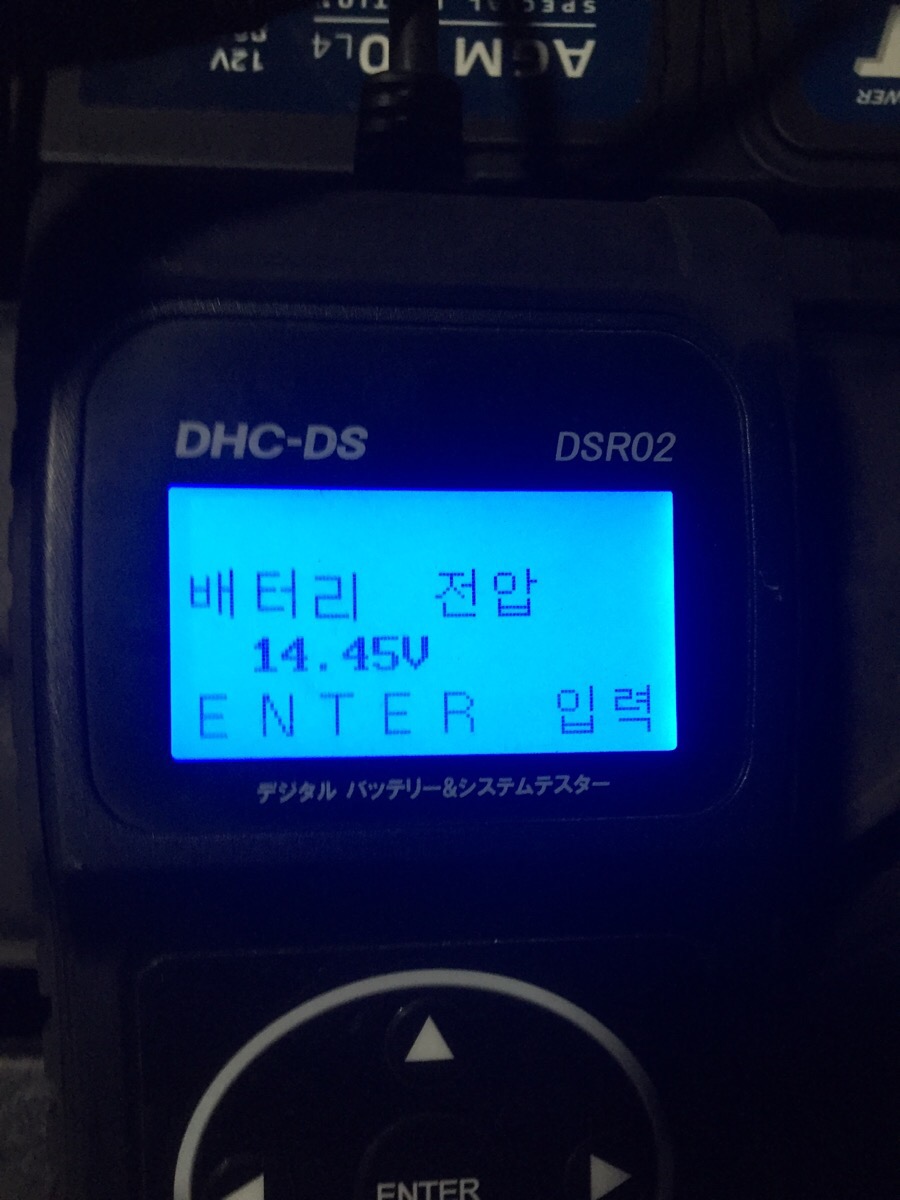 AGM
L4
12V
DHC-DS
DSR02
배터리 전압
14.45V
ENTER 입력
デジタル バッテリー&システムテスター
ENTER